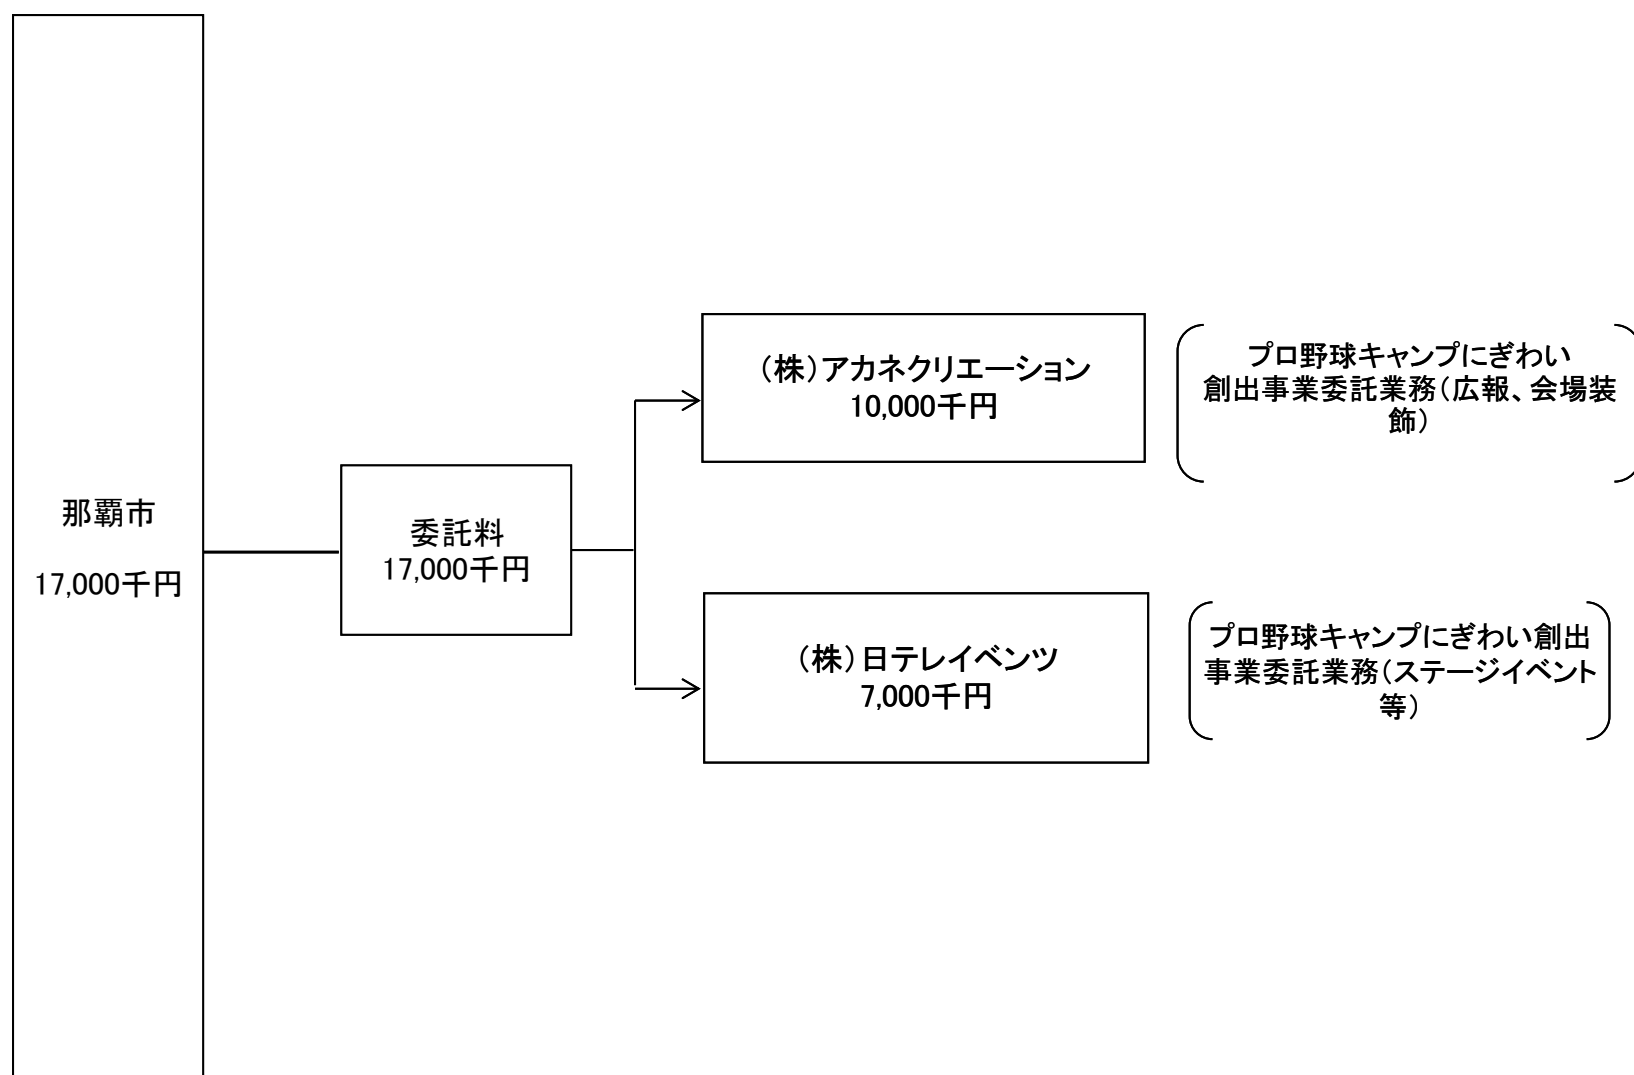 那覇市
17,000千円
委託料
17,000千円
（株）アカネクリエーション
10,000千円
プロ野球キャンプにぎわい
創出事業委託業務（広報、会場装
飾）
（株）日テレイベンツ
7,000千円
プロ野球キャンプにぎわい創出
事業委託業務（ステージイベント
等）